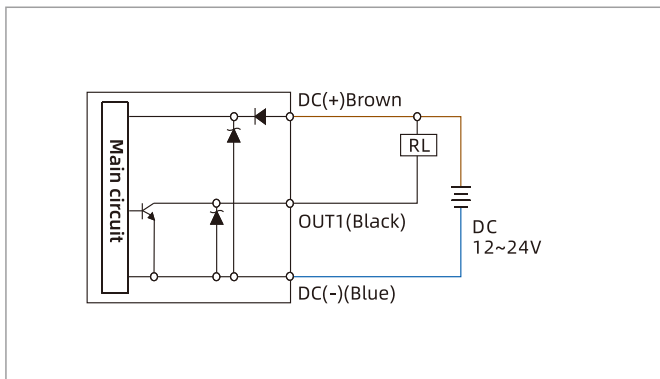 DC(+)Brown
RL
Main circuit
OUT1(Black)
DC
12~24V
DC(-)(Blue)